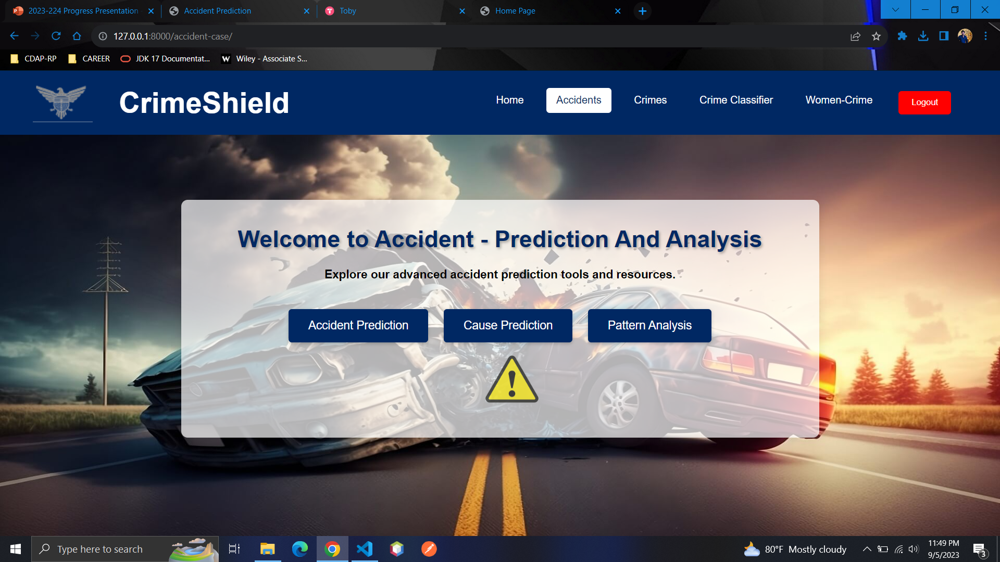 2023-224 Progress Presentation
Accident Prediction
Toby
Home Page
127.0.0.1:8000/accident-case/
CDAP-RP
CAREER
JDK 17 Documentat...
W
Wiley - Associate S...
CrimeShield
Home
Accidents
Crimes
Crime Classifier
Women-Crime
Logout
Welcome to Accident - Prediction And Analysis
Explore our advanced accident prediction tools and resources.
Accident Prediction
Cause Prediction
Pattern Analysis
!
Type here to search
80°F Mostly cloudy
11:49 PM
9/5/2023
3